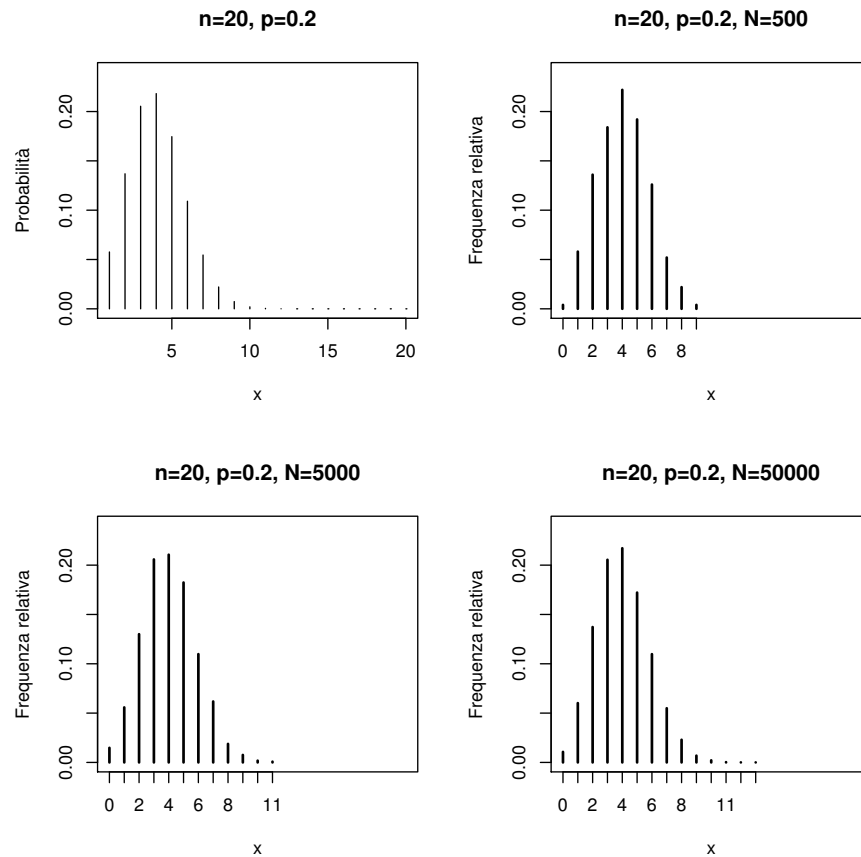 n=20, p=0.2
Probabilità
0.00 0.10 0.20
5 10 15 20
x
n=20, p=0.2, N=500
Frequenza relativa
0.00 0.10 0.20
0 2 4 6 8
x
n=20, p=0.2, N=5000
Frequenza relativa
0.00 0.10 0.20
0 2 4 6 8 11
x
n=20, p=0.2, N=50000
Frequenza relativa
0.00 0.10 0.20
0 2 4 6 8 11
x